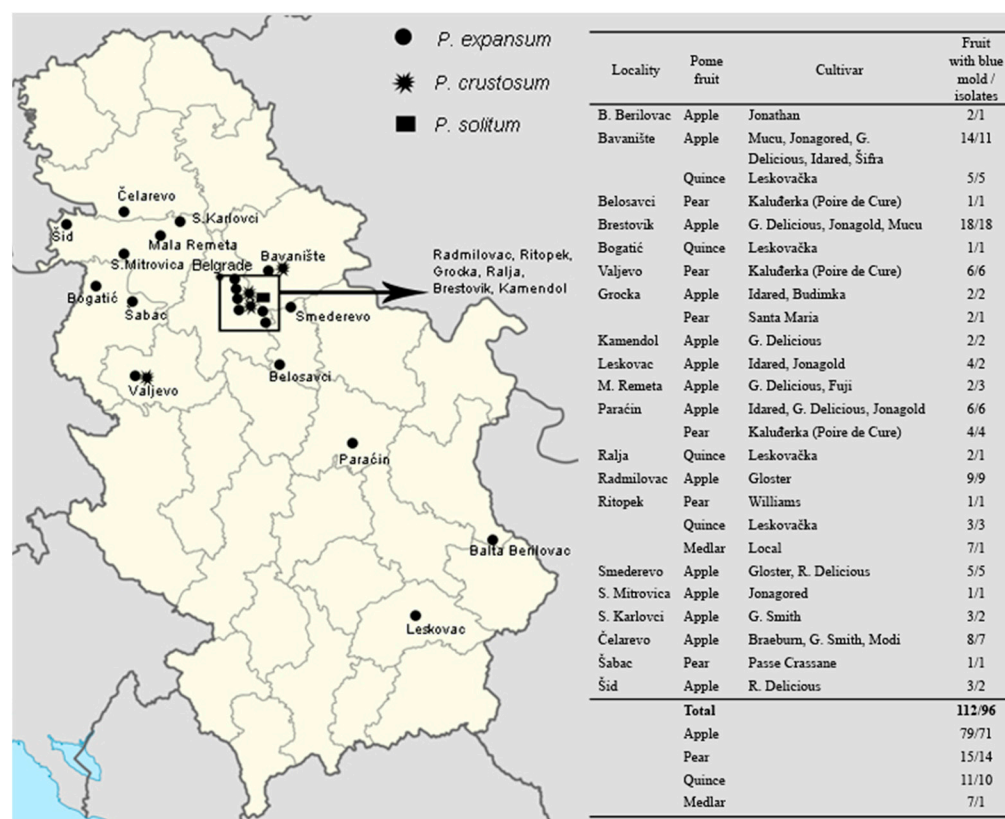 P. expansum
P. crustosum
P. solitum
Čelarevo
S.Karlovci
Šid
Mala Remeta
S.Mitrovica
Belgrade
Bavanište
Bogatić
Šabac
Smederevo
Valjevo
Belosavci
Paraćin
Balta Berilovac
Leskovac
Radmilovac, Ritopek,
Grocka, Ralja,
Brestovik, Kamendol
Locality Pome fruit Cultivar Fruit with blue mold / isolates
B. Berilovac Apple Jonathan 2/1
Bavanište Apple Mucu, Jonagored, G. 14/11
Delicious, Idared, Šifra
Quince Leskovačka 5/5
Belosavci Pear Kaluđerka (Poire de Cure) 1/1
Brestovik Apple G. Delicious, Jonagold, Mucu 18/18
Bogatić Quince Leskovačka 1/1
Valjevo Pear Kaluđerka (Poire de Cure) 6/6
Grocka Apple Idared, Budimka 2/2
Pear Santa Maria 2/1
Kamendol Apple G. Delicious 2/2
Leskovac Apple Idared, Jonagold 4/2
M. Remeta Apple G. Delicious, Fuji 2/3
Paraćin Apple Idared, G. Delicious, Jonagold 6/6
Pear Kaluđerka (Poire de Cure) 4/4
Ralja Quince Leskovačka 2/1
Radmilovac Apple Gloster 9/9
Ritopek Pear Williams 1/1
Quince Leskovačka 3/3
Medlar Local 7/1
Smederevo Apple Gloster, R. Delicious 5/5
S. Mitrovica Apple Jonagored 1/1
S. Karlovci Apple G. Smith 3/2
Čelarevo Apple Braeburn, G. Smith, Modi 8/7
Šabac Pear Passe Crassane 1/1
Šid Apple R. Delicious 3/2
Total 112/96
Apple 79/71
Pear 15/14
Quince 11/10
Medlar 7/1